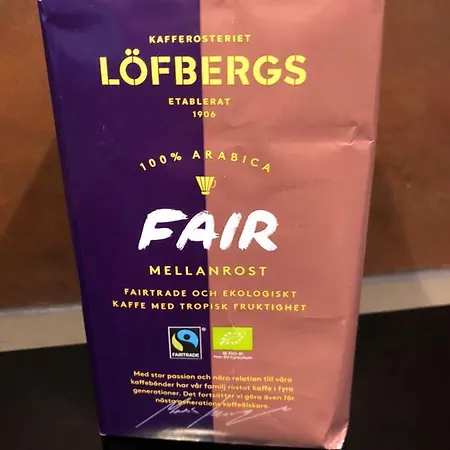 KAFFEROSTERIET
LÖFBERGS
ETABLERAT
1906
100% ARABICA
FAIR
MELLANROST
FAIRTRADE OCH EKOLOGISKT
KAFFE MED TROPISK FRUKTIGHET
FAIRTRADE
Med stor passion och nära relation till våra
kaffebönder har vår familj rostat kaffe i fyra
generationer. Det fortsätter vi göra även för
nästa generations kaffeälskare.